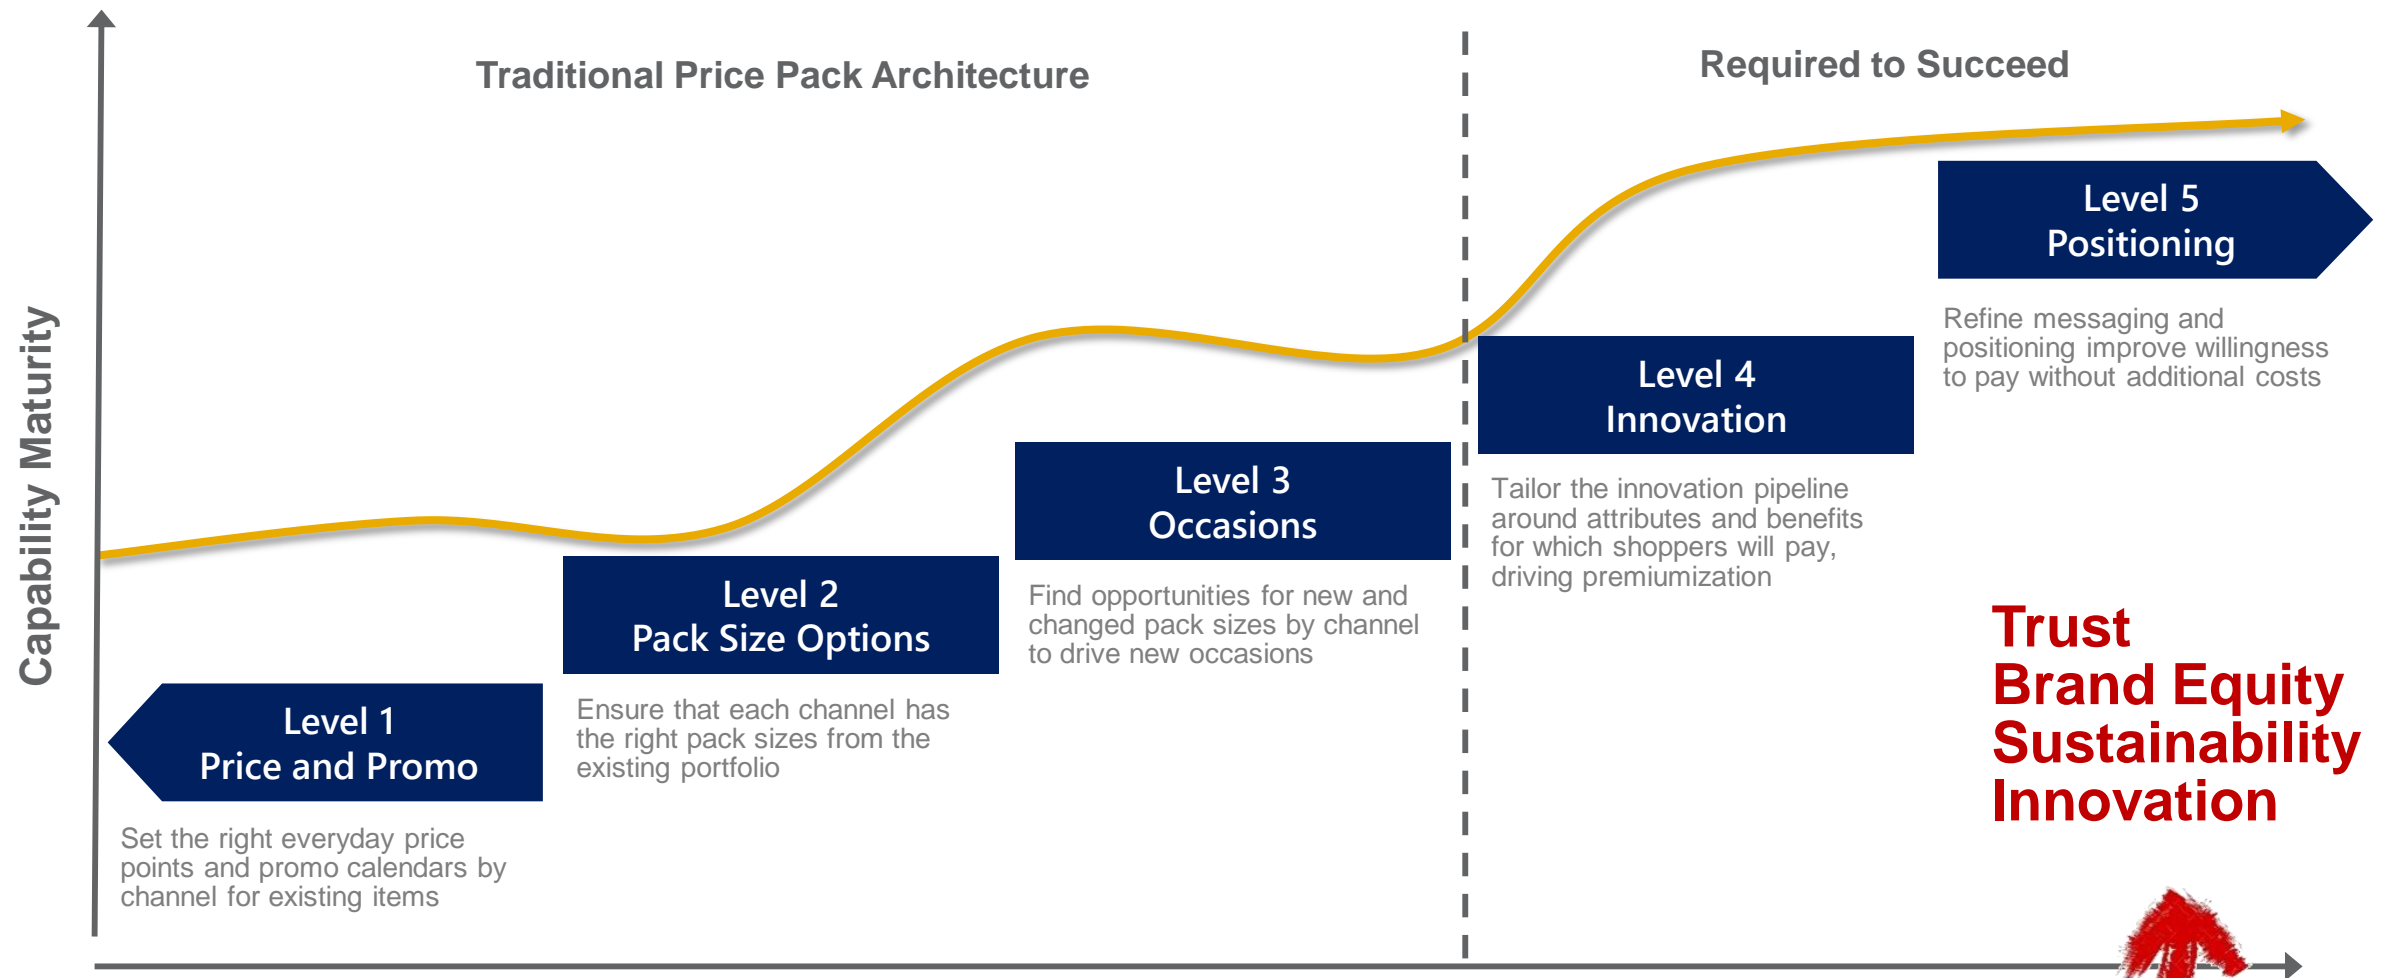 Traditional Price Pack Architecture
Required to Succeed
Capability Maturity
Level 1
Price and Promo
Set the right everyday price
points and promo calendars by
channel for existing items
Level 2
Pack Size Options
Ensure that each channel has
the right pack sizes from the
existing portfolio
Level 3
Occasions
Find opportunities for new and
changed pack sizes by channel
to drive new occasions
Level 4
Innovation
Tailor the innovation pipeline
around attributes and benefits
for which shoppers will pay,
driving premiumization
Level 5
Positioning
Refine messaging and
positioning improve willingness
to pay without additional costs
Trust
Brand Equity
Sustainability
Innovation